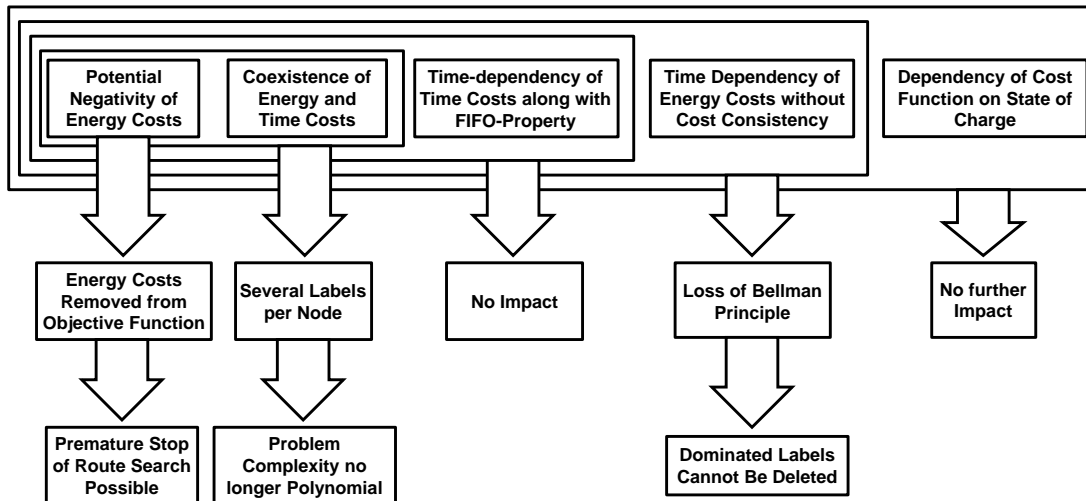 Potential
Negativity of
Energy Costs
Coexistence of
Energy and
Time Costs
Time-dependency of
Time Costs along with
FIFO-Property
Time Dependency of
Energy Costs without
Cost Consistency
Dependency of Cost
Function on State of
Charge
Energy Costs
Removed from
Objective Function
Several Labels
per Node
No Impact
Loss of Bellman
Principle
No further
Impact
Premature Stop
of Route Search
Possible
Problem
Complexity no
longer Polynomial
Dominated Labels
Cannot Be Deleted